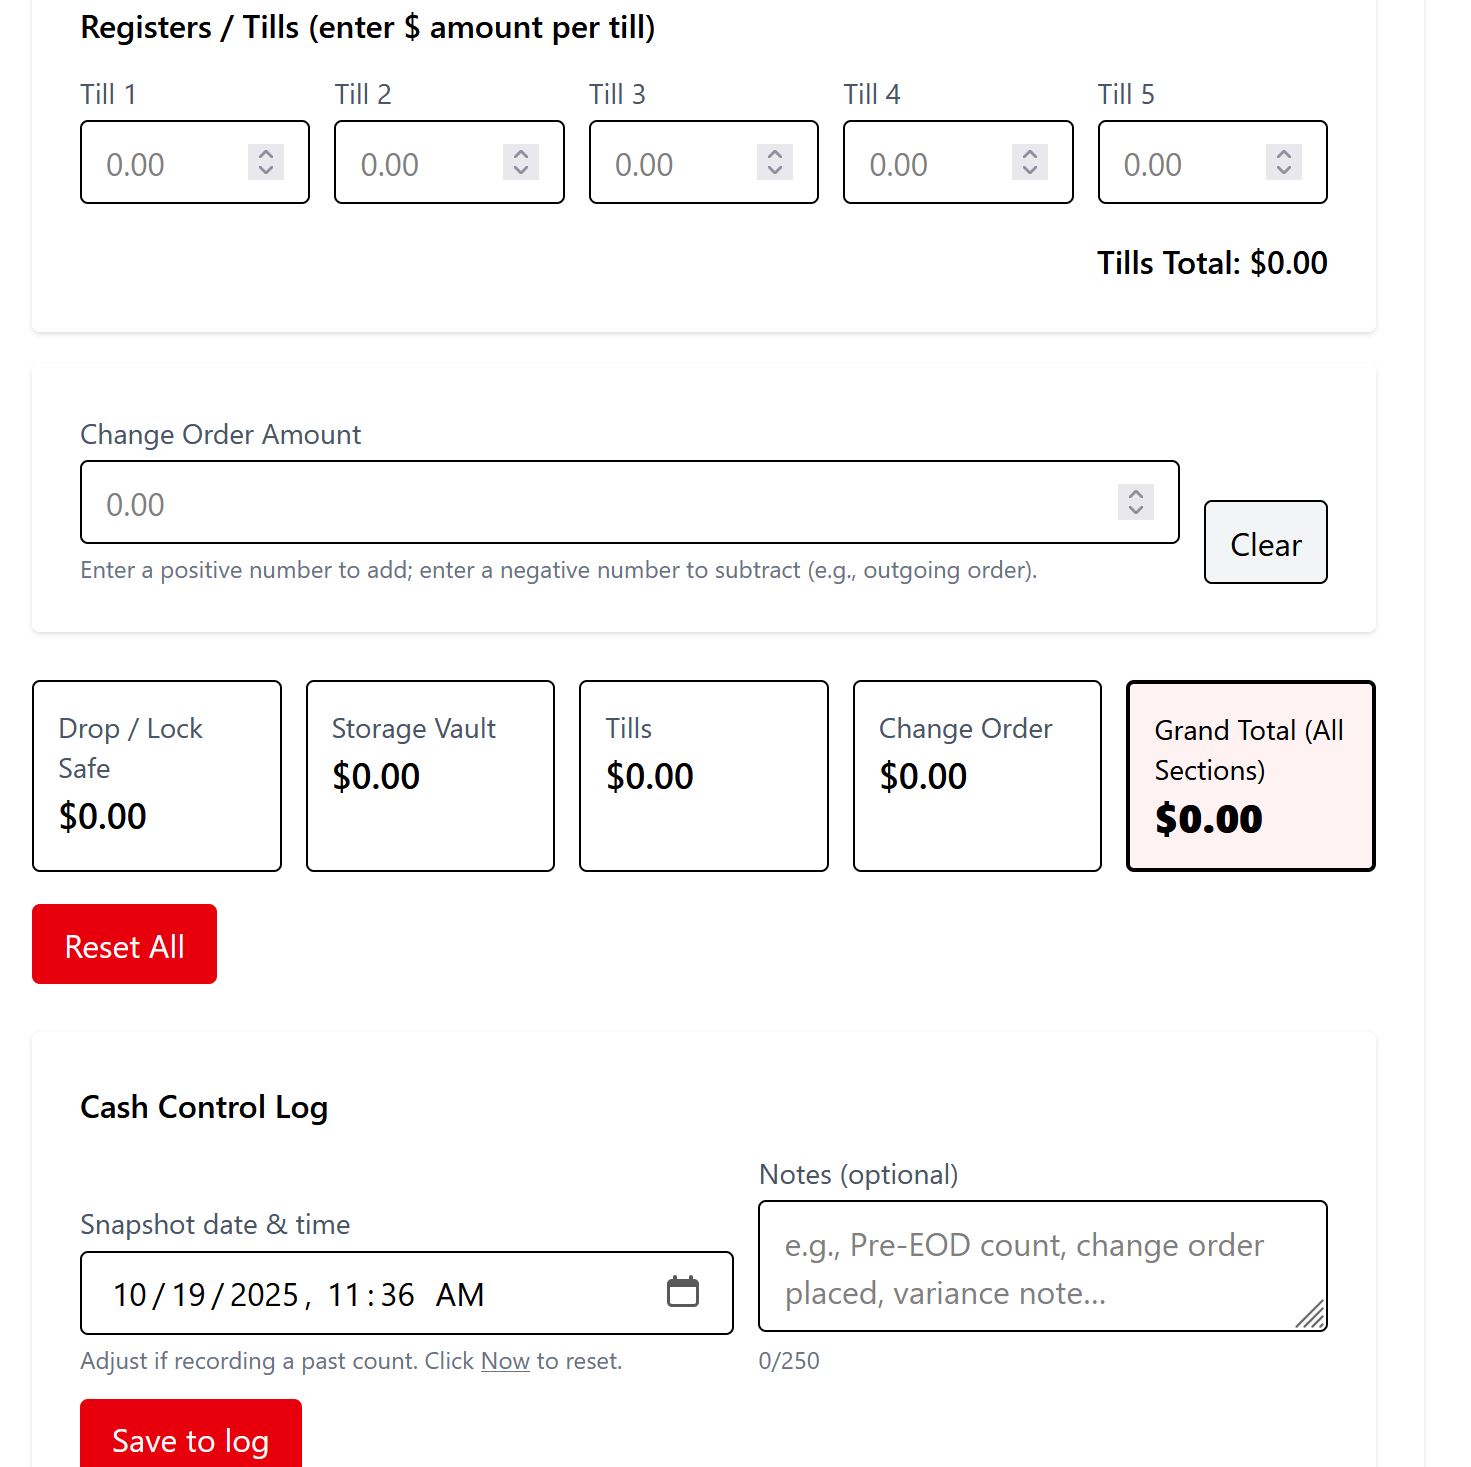 Registers / Tills (enter $ amount per till)
Till 1 Till 2 Till 3 Till 4 Till 5
0.00 0.00 0.00 0.00 0.00
Tills Total: $0.00
Change Order Amount
0.00
Clear
Enter a positive number to add; enter a negative number to subtract (e.g., outgoing order).
Drop / Lock
Safe
$0.00
Storage Vault
$0.00
Tills
$0.00
Change Order
$0.00
Grand Total (All
Sections)
$0.00
Reset All
Cash Control Log
Snapshot date & time
10/19/2025, 11:36 AM
Adjust if recording a past count. Click Now to reset.
Notes (optional)
e.g., Pre-EOD count, change order
placed, variance note...
0/250
Save to log